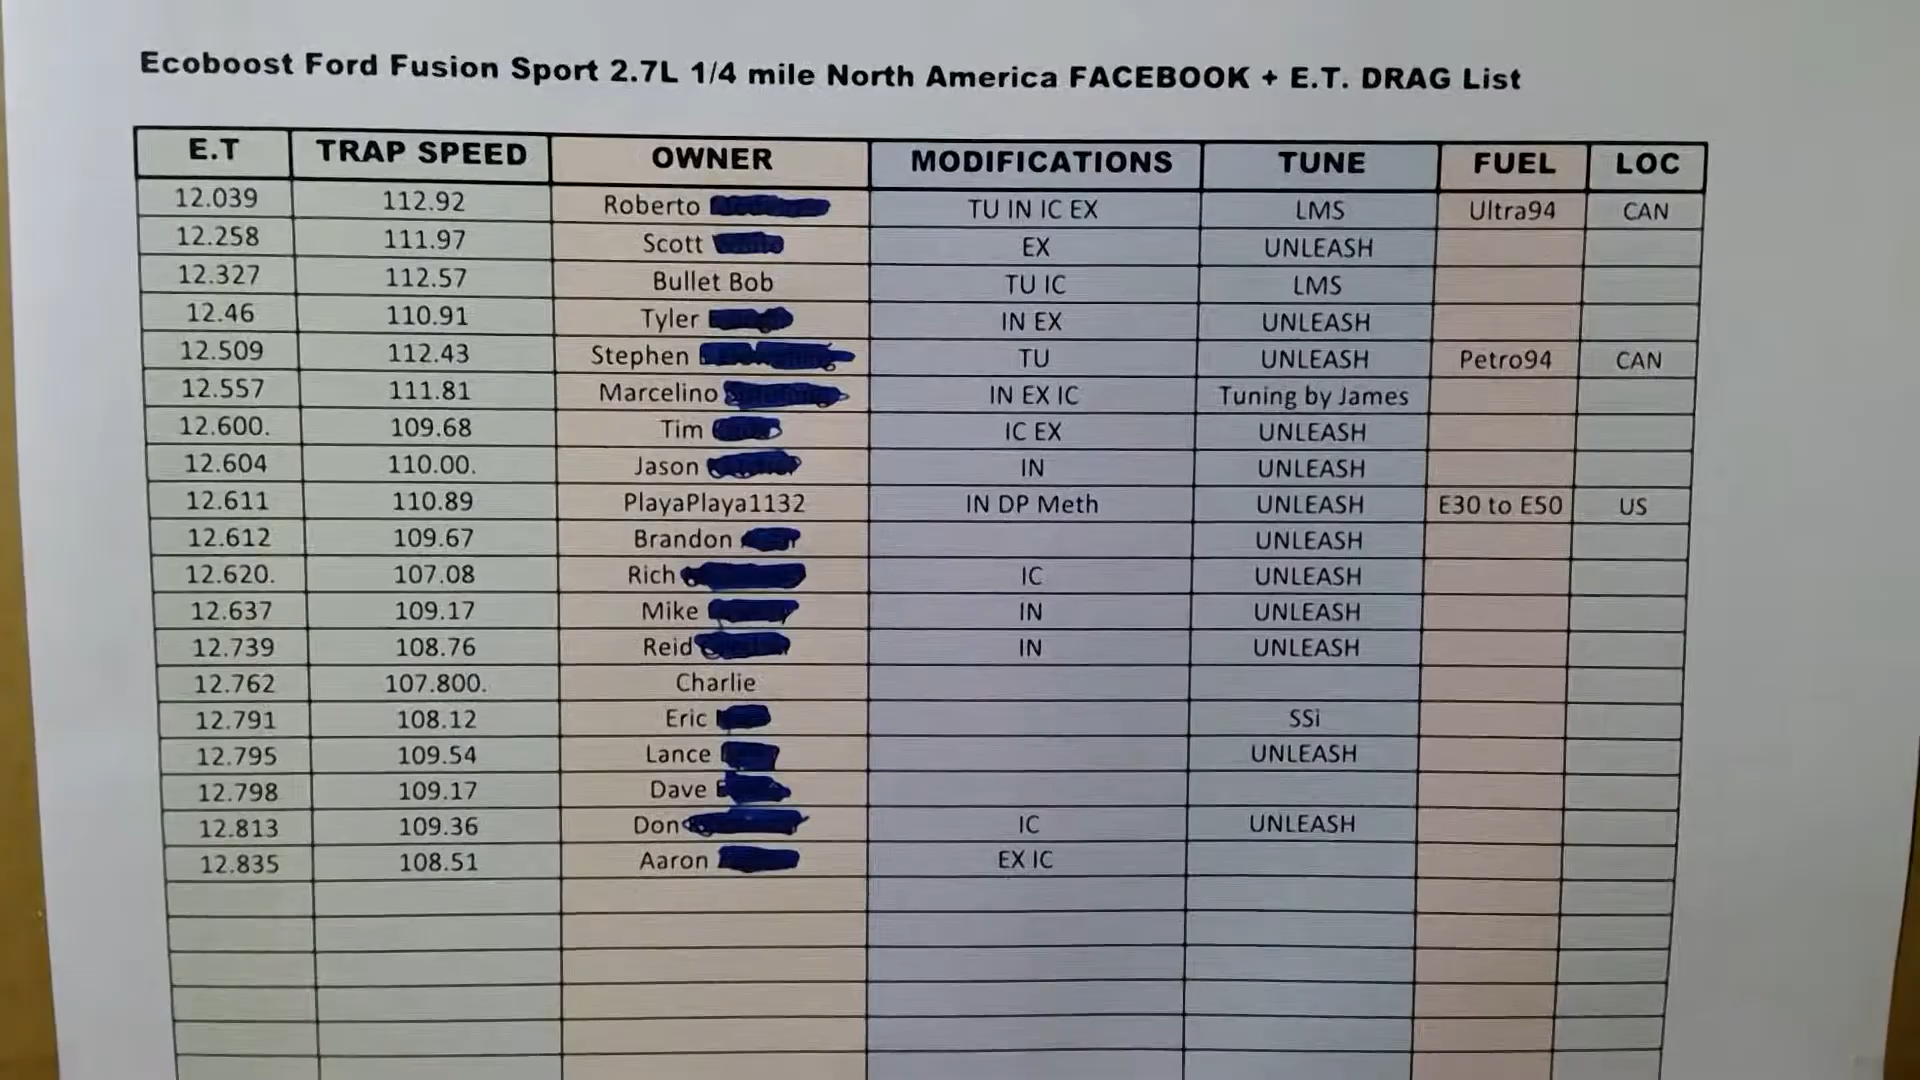 Ecoboost Ford Fusion Sport 2.7L 1/4 mile North America FACEBOOK + E.T. DRAG List
E.T TRAP SPEED OWNER MODIFICATIONS TUNE FUEL LOC
12.039 112.92 Roberto TU IN IC EX LMS Ultra94 CAN
12.258 111.97 Scott EX UNLEASH
12.327 112.57 Bullet Bob TU IC LMS
12.46 110.91 Tyler IN EX UNLEASH
12.509 112.43 Stephen TU UNLEASH Petro94 CAN
12.557 111.81 Marcelino IN EX IC Tuning by James
12.600. 109.68 Tim IC EX UNLEASH
12.604 110.00. Jason IN UNLEASH
12.611 110.89 PlayaPlaya1132 IN DP Meth UNLEASH E30 to E50 US
12.612 109.67 Brandon UNLEASH
12.620. 107.08 Rich IC UNLEASH
12.637 109.17 Mike IN UNLEASH
12.739 108.76 Reid IN UNLEASH
12.762 107.800. Charlie
12.791 108.12 Eric SSi
12.795 109.54 Lance UNLEASH
12.798 109.17 Dave
12.813 109.36 Don IC UNLEASH
12.835 108.51 Aaron EX IC